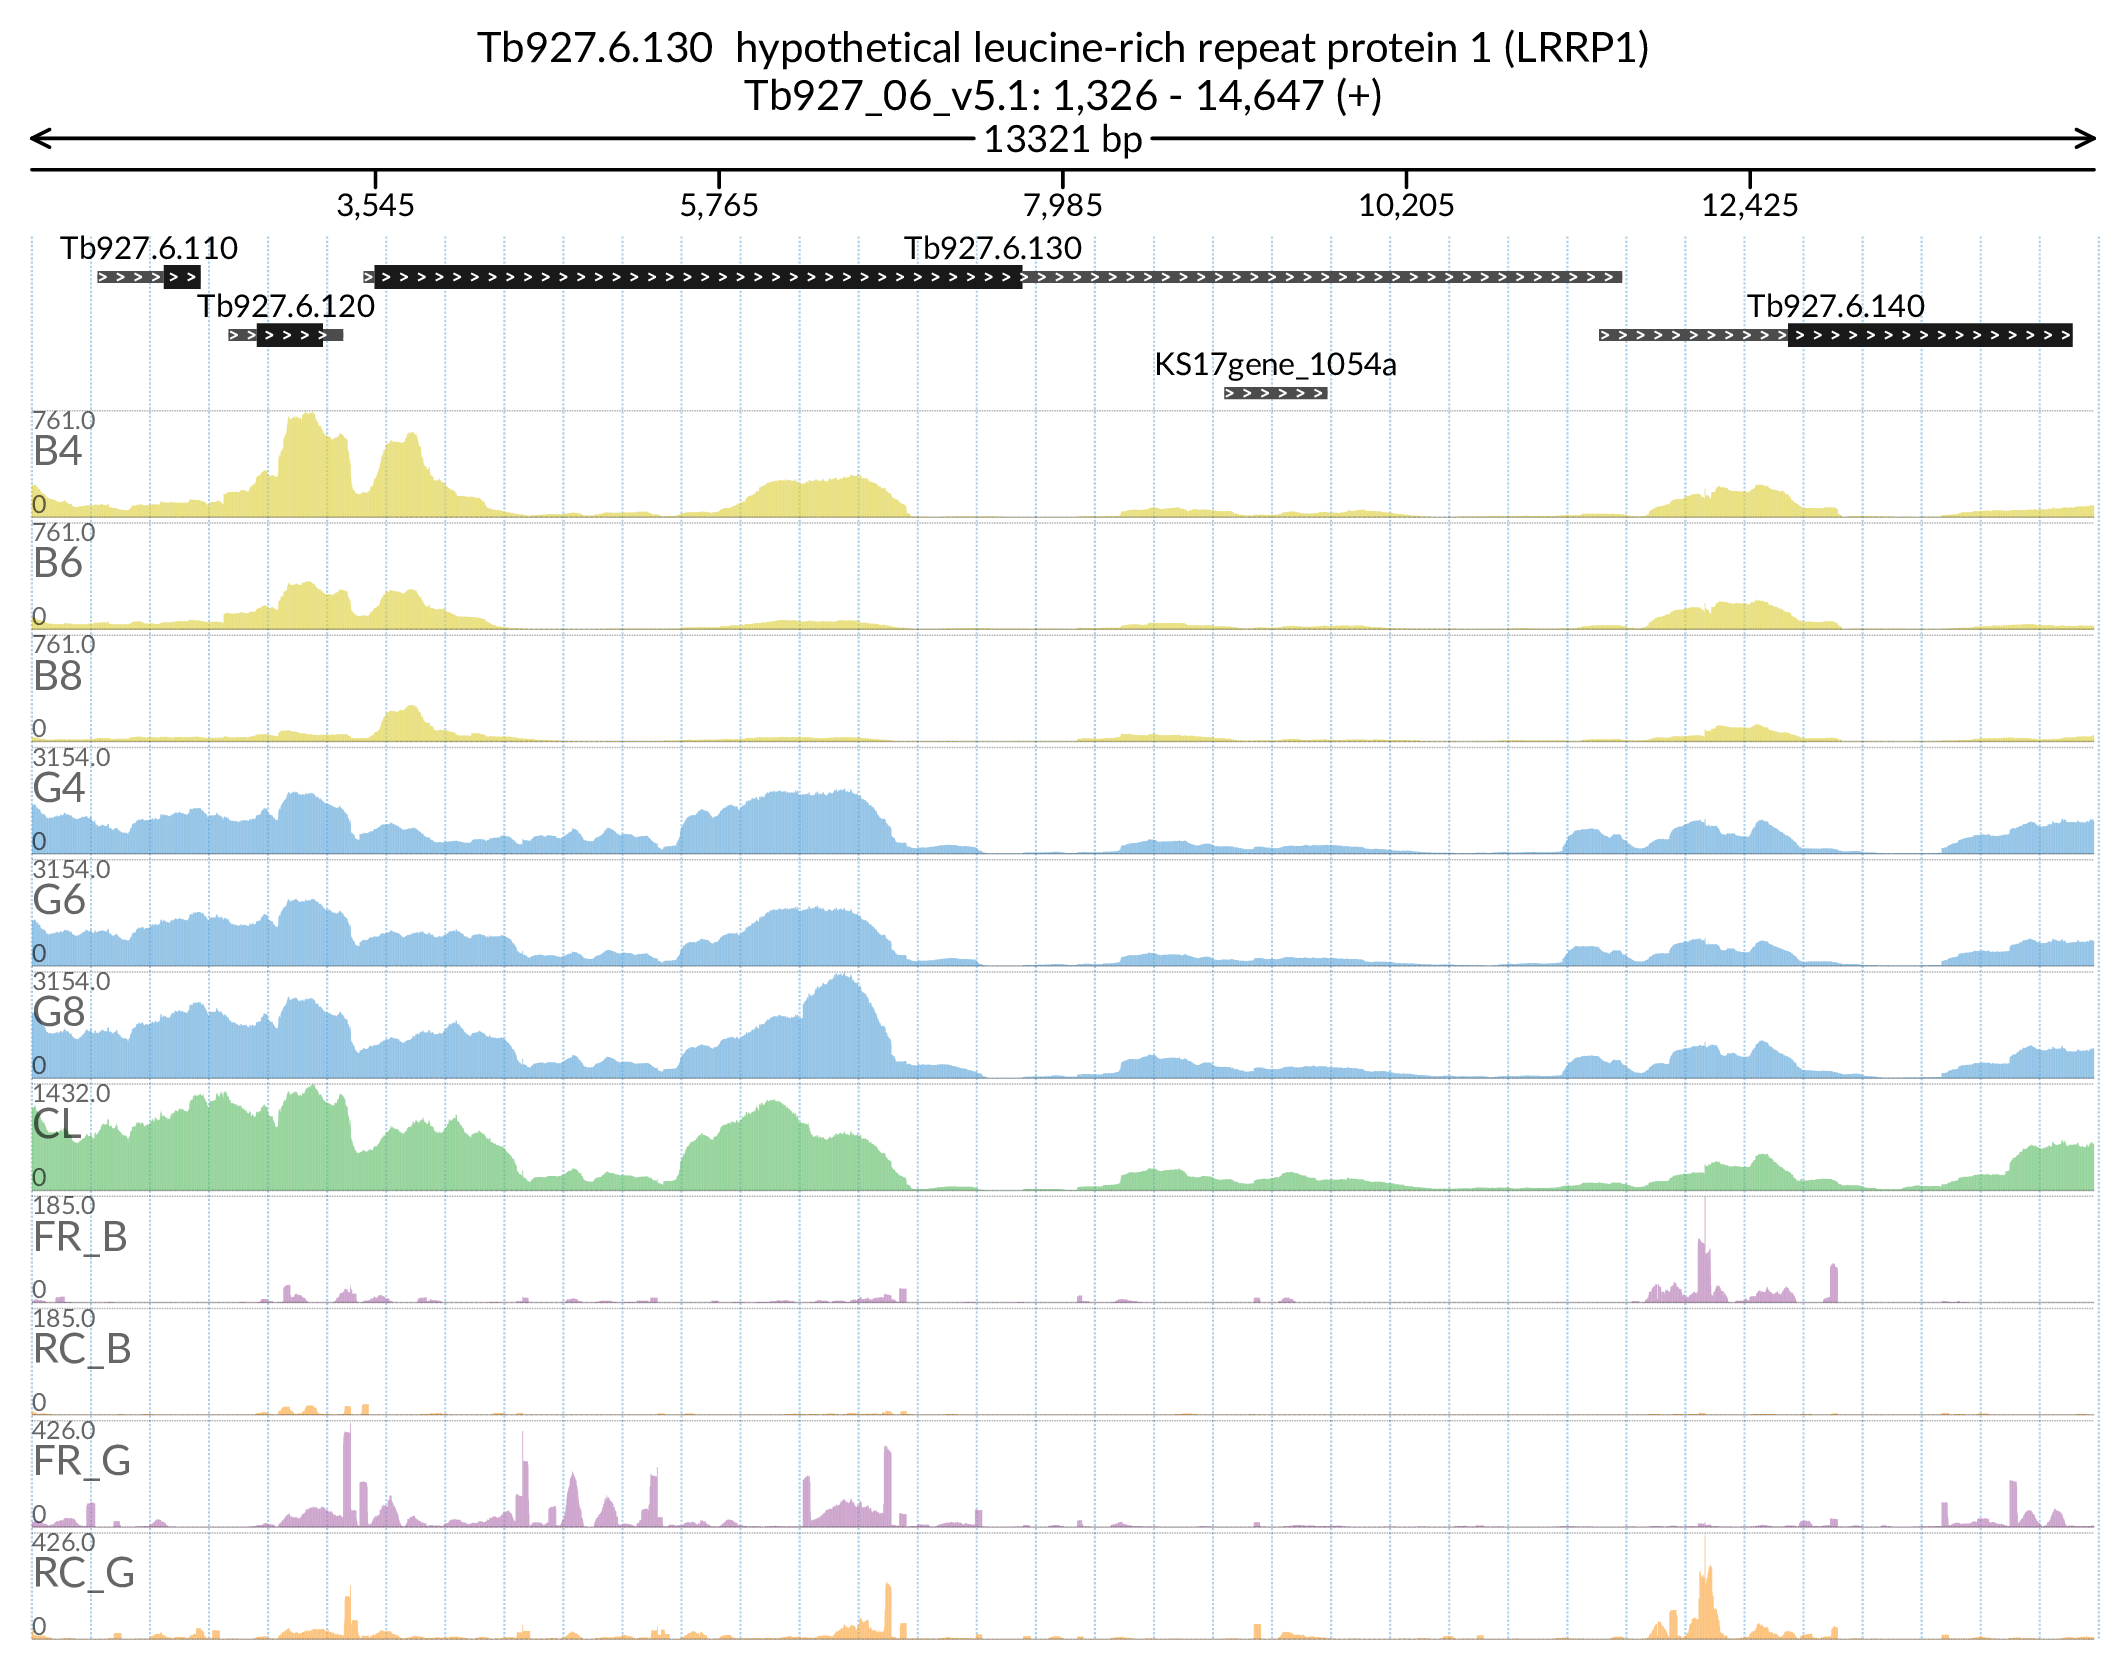 Tb927.6.130 hypothetical leucine-rich repeat protein 1 (LRRP1)
Tb927_06_v5.1: 1,326 - 14,647 (+)
13321 bp
3,545 5,765 7,985 10,205 12,425
Tb927.6.110 Tb927.6.130
Tb927.6.120 Tb927.6.140
KS17gene_1054a
761.0
B4
0
761.0
B6
0
761.0
B8
0
3154.0
G4
0
3154.0
G6
0
3154.0
G8
0
1432.0
CL
0
185.0
FR_B
0
185.0
RC_B
0
426.0
FR_G
0
426.0
RC_G
0